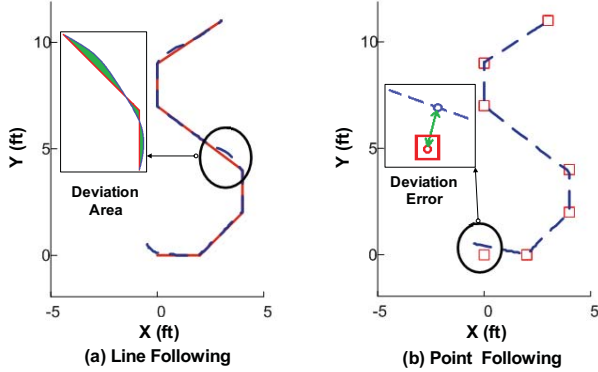 10
5
0
-5
0
5
Y (ft)
X (ft)
Deviation
Area
(a) Line Following
10
5
0
-5
0
5
Y (ft)
X (ft)
Deviation
Error
(b) Point Following